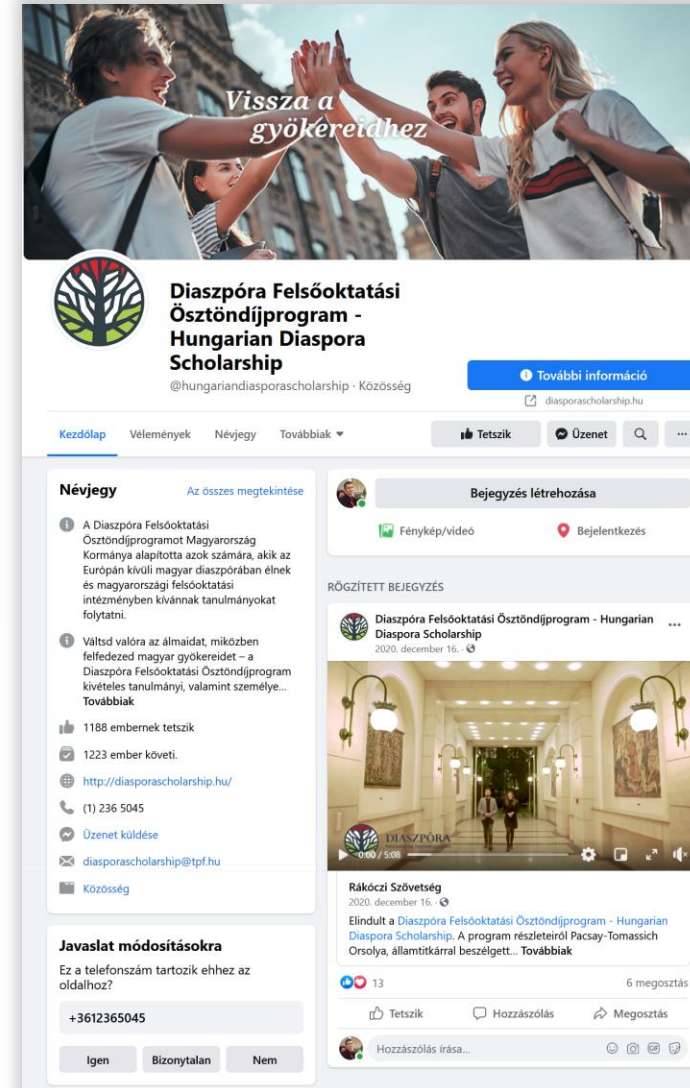 Vissza a
gyökereidhez
Diaszpóra Felsőoktatási
Ösztöndíjprogram -
Hungarian Diaspora
Scholarship
@hungariandiasporascholarship · Közösség
További információ
diasporascholarship.hu
Kezdőlap Vélemények Névjegy Továbbiak
Tetszik Üzenet ...
Névjegy Az összes megtekintése
A Diaszpóra Felsőoktatási
Ösztöndíjprogramot Magyarország
Kormánya alapította azok számára, akik az
Európán kívüli magyar diaszpórában élnek
és magyarországi felsőoktatási
intézményben kívánnak tanulmányokat
folytatni.
Váltsd valóra az álmaidat, miközben
felfedezed magyar gyökereidet – a
Diaszpóra Felsőoktatási Ösztöndíjprogram
kivételes tanulmányi, valamint személye...
Továbbiak
1188 embernek tetszik
1223 ember követi.
http://diasporascholarship.hu/
(1) 236 5045
Üzenet küldése
diasporascholarship@tpf.hu
Közösség
Javaslat módosításokra
Ez a telefonszám tartozik ehhez az
oldalhoz?
+3612365045
Igen Bizonytalan Nem
Bejegyzés létrehozása
Fénykép/videó Bejelentkezés
RÖGZÍTETT BEJEGYZÉS
Diaszpóra Felsőoktatási Ösztöndíjprogram - Hungarian ...
Diaspora Scholarship
2020. december 16. ·
DIASZPÓRA
0:00 / 5:08
Rákóczi Szövetség
2020. december 16. ·
Elindult a Diaszpóra Felsőoktatási Ösztöndíjprogram - Hungarian
Diaspora Scholarship. A program részleteiről Pacsay-Tomassich
Orsolya, államtitkárral beszélgett... Továbbiak
13 6 megosztás
Tetszik Hozzászólás Megosztás
Hozzászólás írása...
GIF